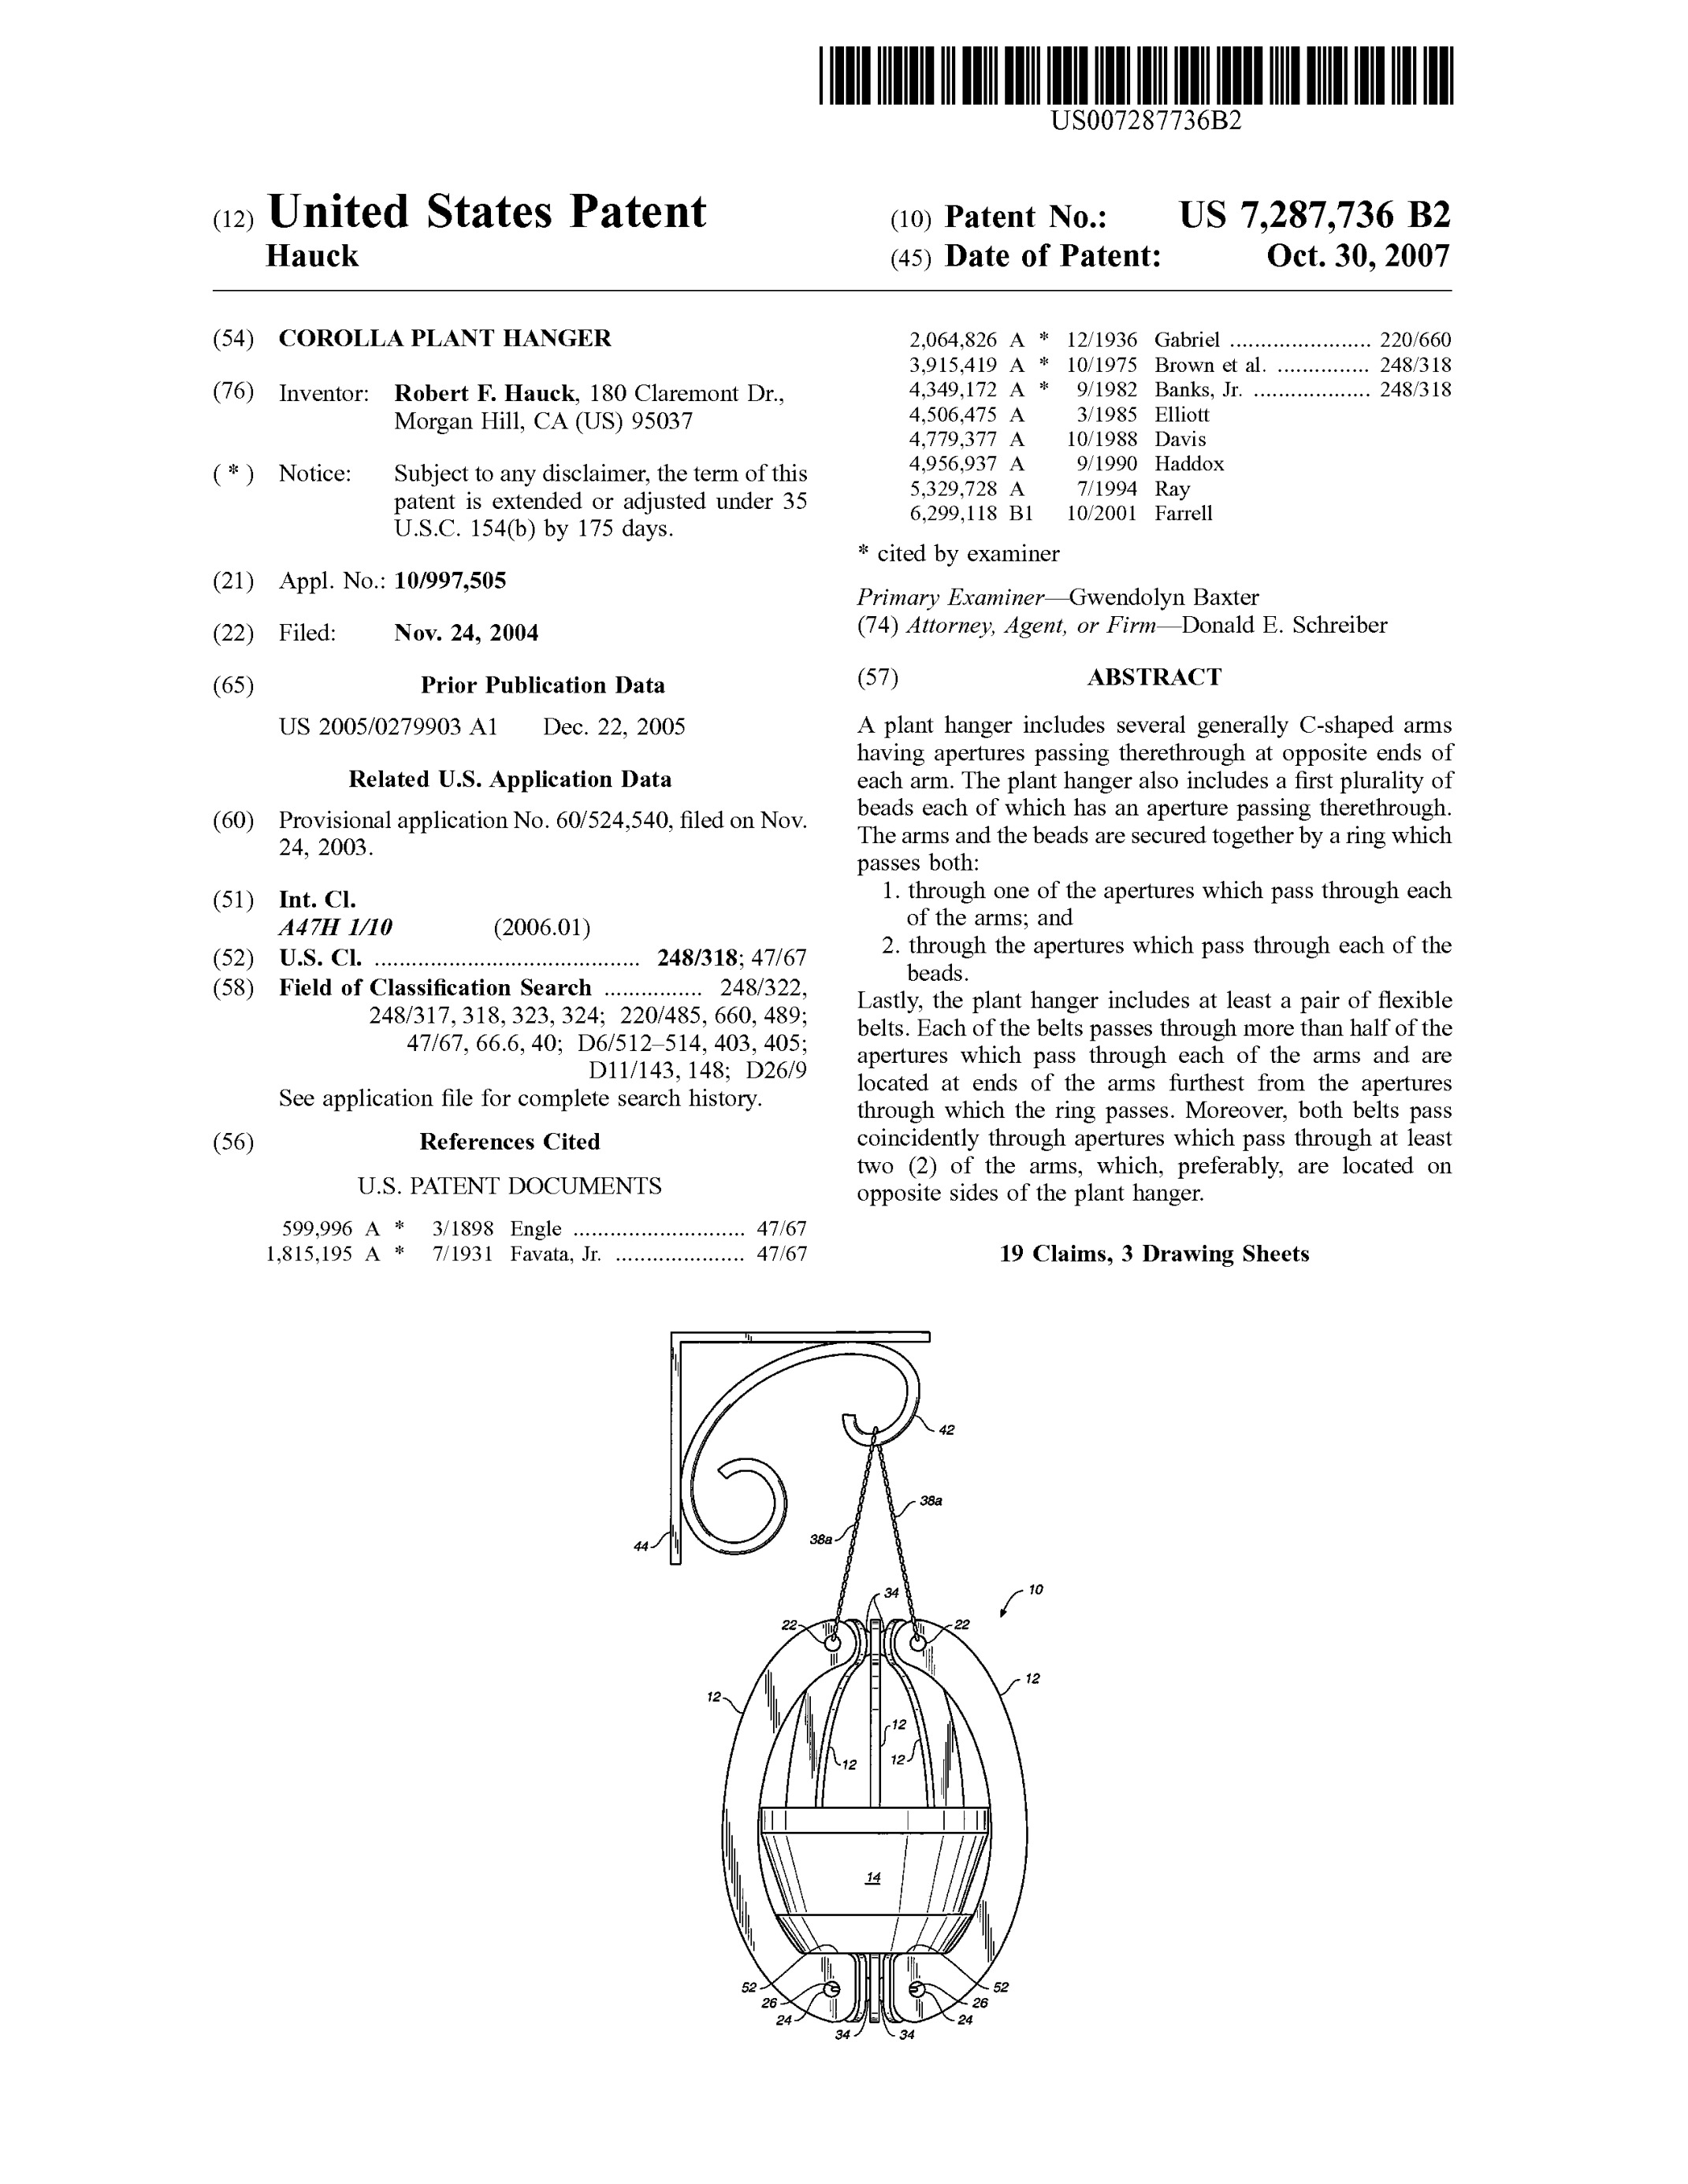 US007287736B2
(12) United States Patent
Hauck
(10) Patent No.: US 7,287,736 B2
(45) Date of Patent: Oct. 30, 2007
(54) COROLLA PLANT HANGER
(76) Inventor: Robert F. Hauck, 180 Claremont Dr.,
Morgan Hill, CA (US) 95037
( * ) Notice: Subject to any disclaimer, the term of this
patent is extended or adjusted under 35
U.S.C. 154(b) by 175 days.
(21) Appl. No.: 10/997,505
(22) Filed: Nov. 24, 2004
(65) Prior Publication Data
US 2005/0279903 A1 Dec. 22, 2005
Related U.S. Application Data
(60) Provisional application No. 60/524,540, filed on Nov.
24, 2003.
(51) Int. Cl.
A47H 1/10 (2006.01)
(52) U.S. Cl. .......................................... 248/318; 47/67
(58) Field of Classification Search ............... 248/322,
248/317, 318, 323, 324; 220/485, 660, 489;
47/67, 66.6, 40; D6/512–514, 403, 405;
D11/143, 148; D26/9
See application file for complete search history.
(56) References Cited
U.S. PATENT DOCUMENTS
599,996 A * 3/1898 Engle ........................... 47/67
1,815,195 A * 7/1931 Favata, Jr. ..................... 47/67
2,064,826 A * 12/1936 Gabriel ....................... 220/660
3,915,419 A * 10/1975 Brown et al. ............... 248/318
4,349,172 A * 9/1982 Banks, Jr. ................... 248/318
4,506,475 A 3/1985 Elliott
4,779,377 A 10/1988 Davis
4,956,937 A 9/1990 Haddox
5,329,728 A 7/1994 Ray
6,299,118 B1 10/2001 Farrell
* cited by examiner
Primary Examiner—Gwendolyn Baxter
(74) Attorney, Agent, or Firm—Donald E. Schreiber
(57) ABSTRACT
A plant hanger includes several generally C-shaped arms
having apertures passing therethrough at opposite ends of
each arm. The plant hanger also includes a first plurality of
beads each of which has an aperture passing therethrough.
The arms and the beads are secured together by a ring which
passes both:
1. through one of the apertures which pass through each
of the arms; and
2. through the apertures which pass through each of the
beads.
Lastly, the plant hanger includes at least a pair of flexible
belts. Each of the belts passes through more than half of the
apertures which pass through each of the arms and are
located at ends of the arms furthest from the apertures
through which the ring passes. Moreover, both belts pass
coincidently through apertures which pass through at least
two (2) of the arms, which, preferably, are located on
opposite sides of the plant hanger.
19 Claims, 3 Drawing Sheets
42
38a
38a
44
10
34
22
22
12
12
12
12
12
14
52
52
26
26
24
24
34
34